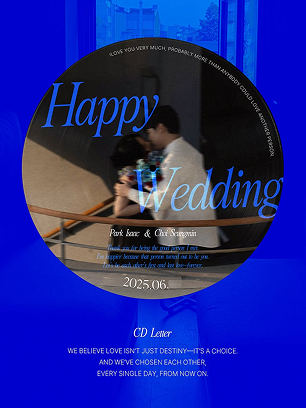 I LOVE YOU VERY MUCH, PROBABLY MORE THAN ANYBODY COULD LOVE ANOTHER PERSON
Happy
Wedding
Park Isaac & Choi Seungmin
Thank you for being the good person I met.
I'm happier because that person turned out to be you.
2025.06.
CD Letter
WE BELIEVE LOVE ISN'T JUST DESTINY—IT'S A CHOICE.
AND WE'VE CHOSEN EACH OTHER,
EVERY SINGLE DAY, FROM NOW ON.